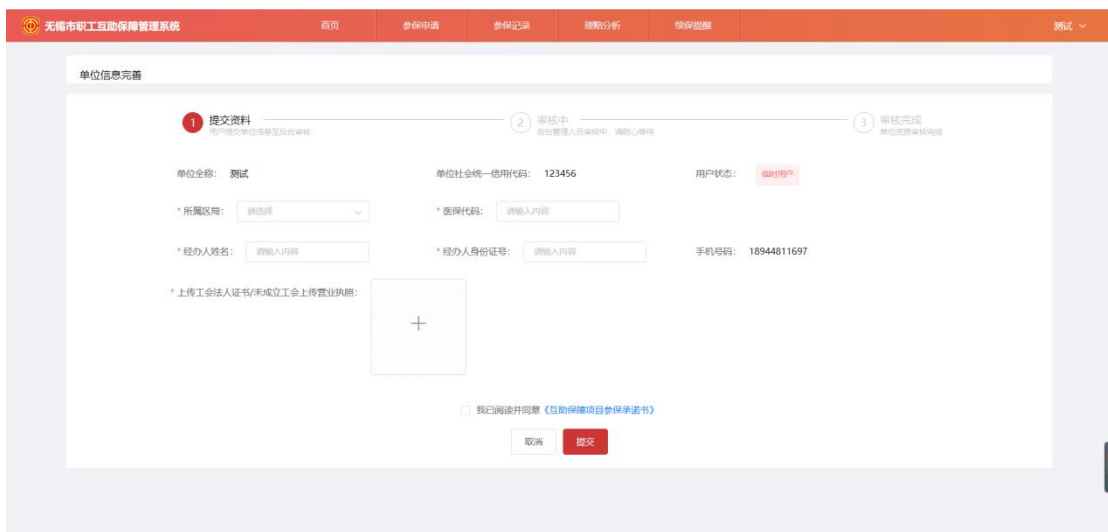 无锡市职工互助保障管理系统 首页 参保申请 参保记录 理赔分析 续保提醒 测试
单位信息完善
1 提交资料 2 审核中 3 审核完成
用户提交单位信息至后台审核 后台管理人员审核中，请耐心等待 单位资质审核完成
单位全称： 测试 单位社会统一信用代码： 123456 用户状态： 临时用户
* 所属区局： 请选择 * 医保代码： 请输入内容
* 经办人姓名： 请输入内容 * 经办人身份证号： 请输入内容 手机号码： 18944811697
* 上传工会法人证书/未成立工会上传营业执照：
我已阅读并同意《互助保障项目参保承诺书》
取消 提交